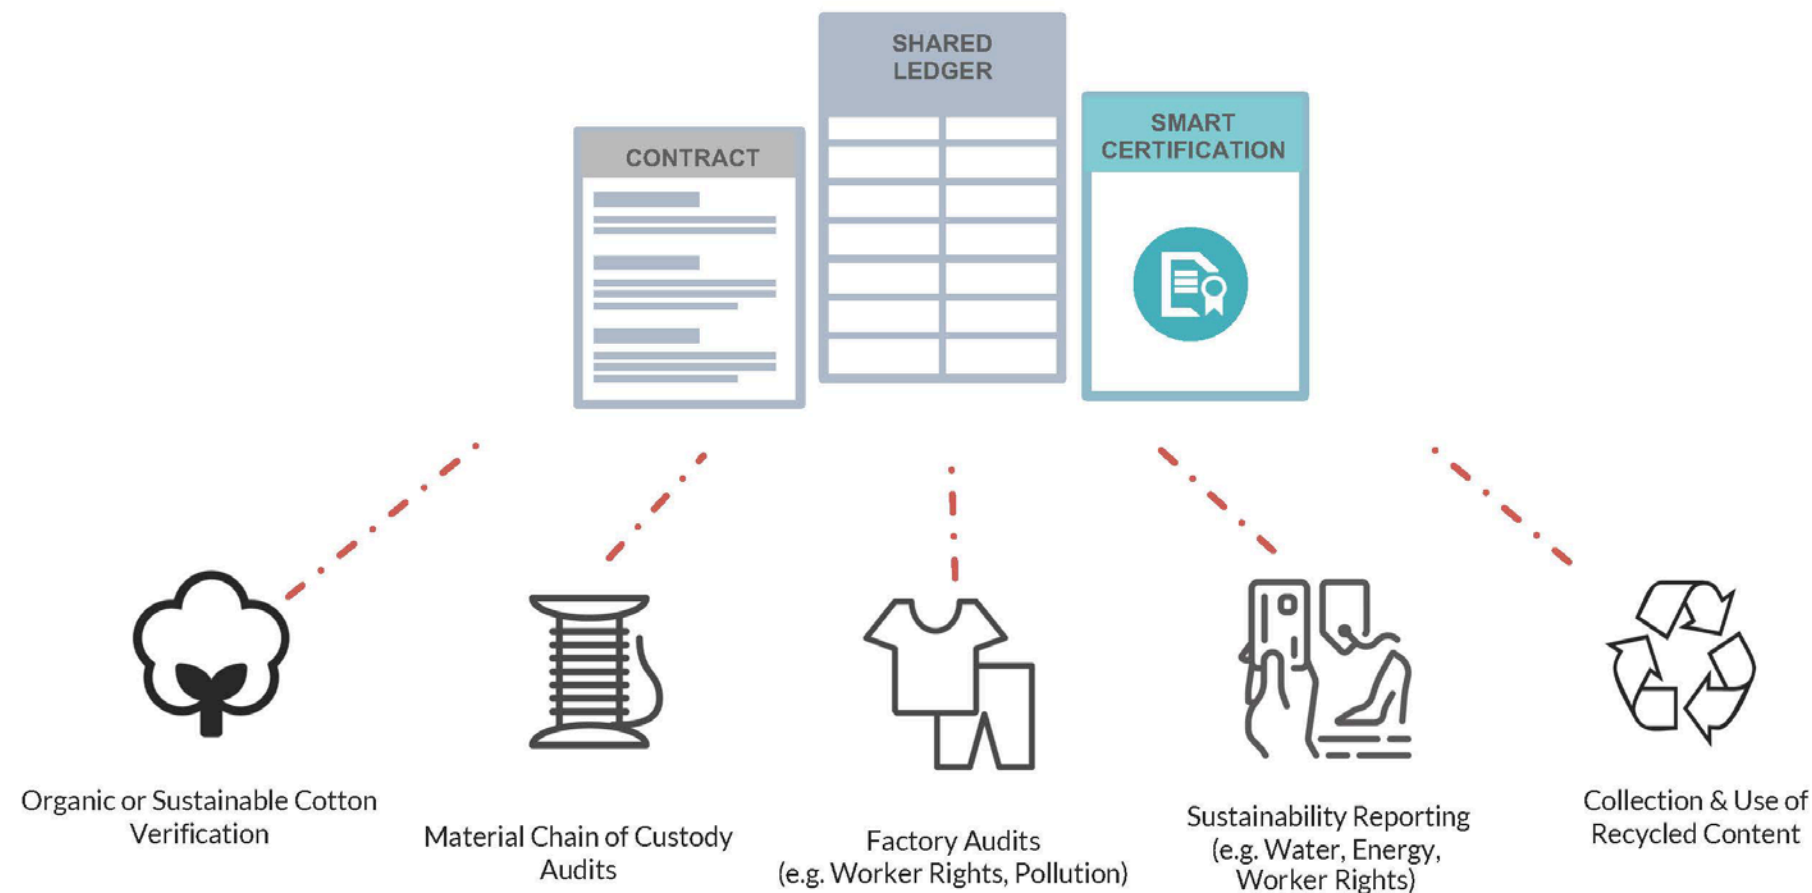 SHARED
LEDGER
CONTRACT
SMART
CERTIFICATION
Organic or Sustainable Cotton
Verification
Material Chain of Custody
Audits
Factory Audits
(e.g. Worker Rights, Pollution)
Sustainability Reporting
(e.g. Water, Energy,
Worker Rights)
Collection & Use of
Recycled Content